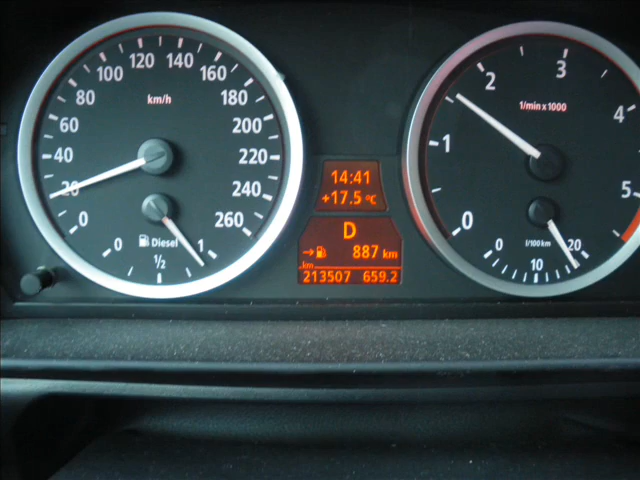 0 20 40 60 80 100 120 140 160 180 200 220 240 260
km/h
Diesel
0 1/2 1
14:41
+17.5 °C
D
→ 887 km
km
213507 659.2
0 1 2 3 4 5
1/min x 1000
l/100km
0 10 20